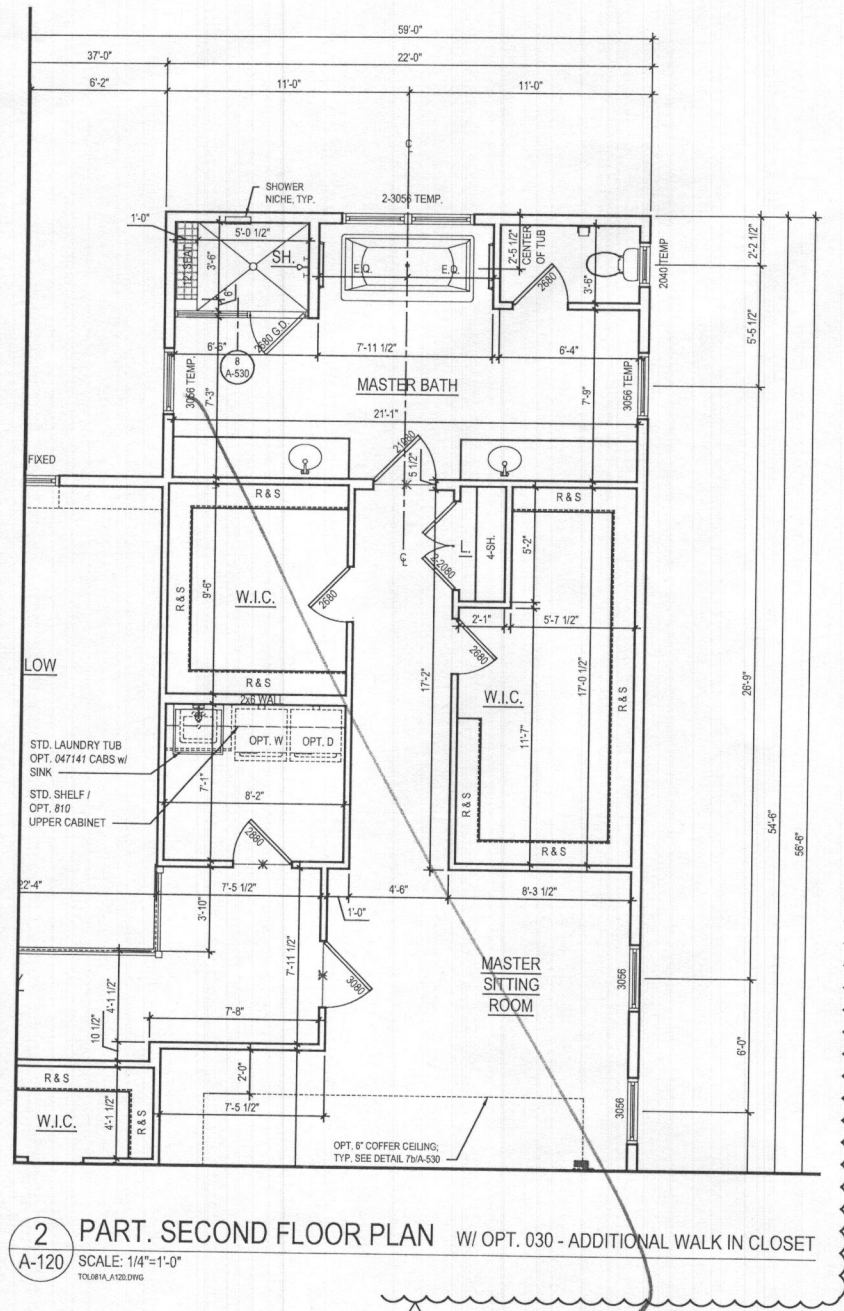 59'-0"
37'-0"
22'-0"
6'-2"
11'-0"
11'-0"
C L
SHOWER
NICHE, TYP.
2-3056 TEMP.
1'-0"
5'-0 1/2"
12" SEAT
3'-6"
SH.
6"
E.Q.
E.Q.
2'-5 1/2"
CENTER
OF TUB
2680
3'-6"
2040 TEMP
2'-2 1/2"
5'-5 1/2"
2680 G.D.
8
A-530
6'-6"
7'-11 1/2"
6'-4"
3056 TEMP.
7'-3"
MASTER BATH
7'-9"
3056 TEMP
21'-1"
FIXED
21080
5 1/2"
R & S
R & S
9'-6"
R & S
W.I.C.
2680
C L
L.
4-SH.
2-2080
5'-2"
2'-1"
5'-7 1/2"
2680
W.I.C.
17'-2"
17'-0 1/2"
11'-7"
R & S
R & S
R & S
26'-9"
54'-6"
56'-6"
LOW
R & S
2x6 WALL
OPT. W
OPT. D
STD. LAUNDRY TUB
OPT. 047141 CABS w/
SINK
STD. SHELF /
OPT. 810
UPPER CABINET
7'-1"
8'-2"
2880
22'-4"
7'-5 1/2"
4'-6"
8'-3 1/2"
1'-0"
3'-10"
7'-11 1/2"
3080
MASTER
SITTING
ROOM
3056
4'-1 1/2"
7'-8"
10 1/2"
6'-0"
R & S
2'-0"
W.I.C.
4'-1 1/2"
R & S
7'-5 1/2"
3056
OPT. 6" COFFER CEILING;
TYP. SEE DETAIL 7b/A-530
2
A-120
PART. SECOND FLOOR PLAN W/ OPT. 030 - ADDITIONAL WALK IN CLOSET
SCALE: 1/4"=1'-0"
TOL081A_A120.DWG